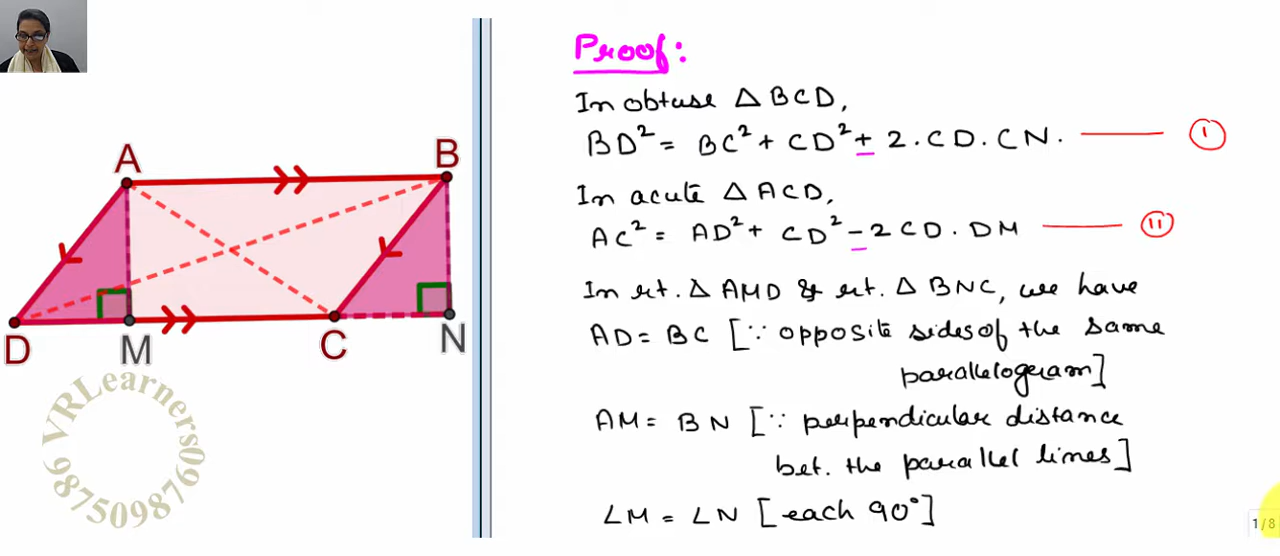 Proof:
In obtuse △ BCD,
BD² = BC² + CD² + 2·CD·CN. —— (I)
In acute △ ACD,
AC² = AD² + CD² - 2CD·DM —— (II)
In rt. △ AMD & rt. △ BNC, we have
AD = BC [∵ opposite sides of the same
parallelogram]
AM = BN [∵ perpendicular distance
bet. the parallel lines]
∠M = ∠N [each 90°]
A
B
D
M
C
N
VRLearners09875098769
1/8